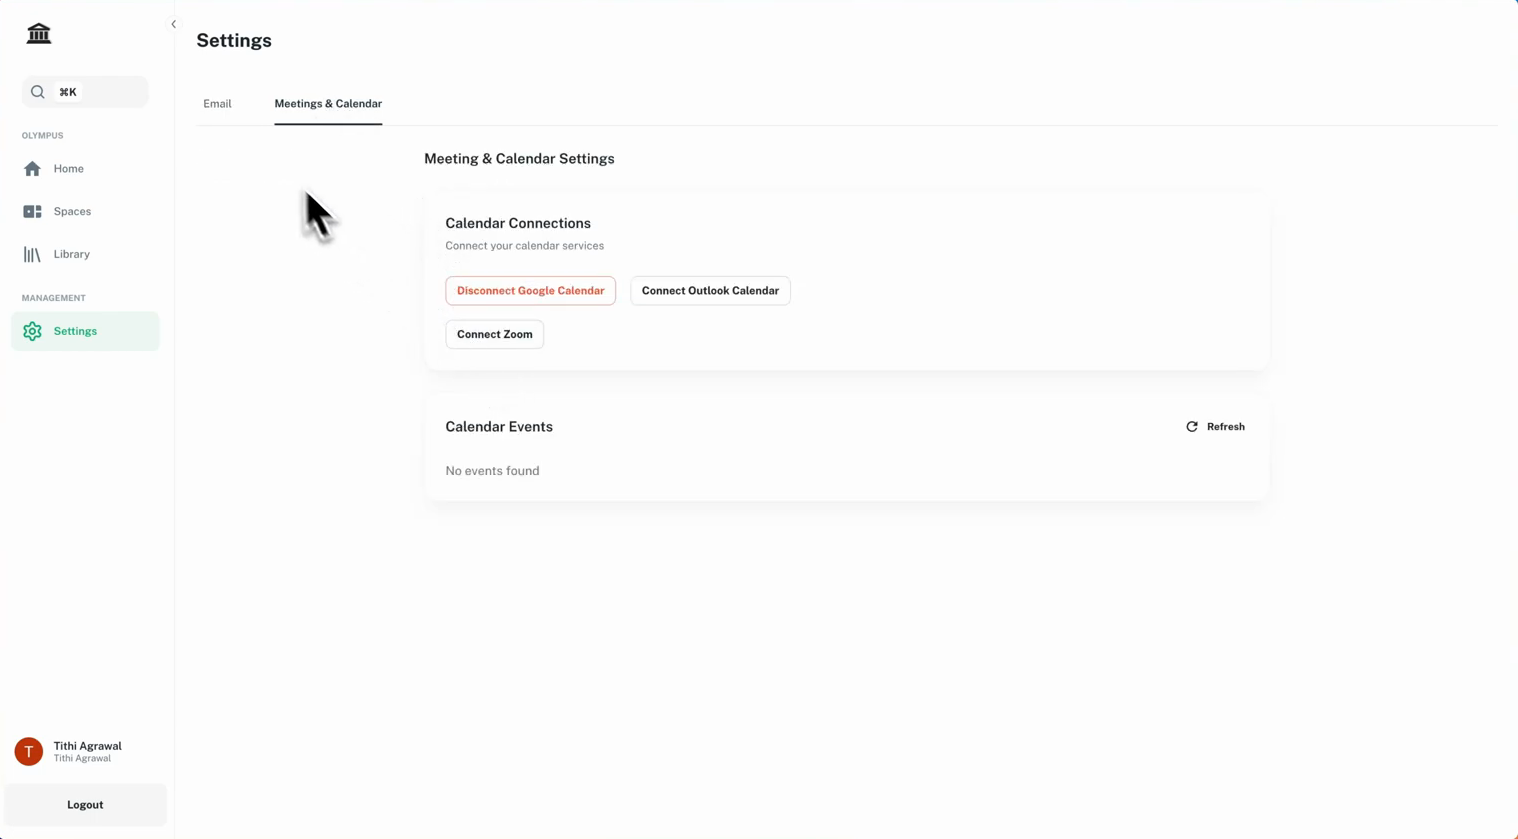 Settings
⌘K
Email
Meetings & Calendar
OLYMPUS
Home
Spaces
Library
MANAGEMENT
Settings
Meeting & Calendar Settings
Calendar Connections
Connect your calendar services
Disconnect Google Calendar
Connect Outlook Calendar
Connect Zoom
Calendar Events
Refresh
No events found
T
Tithi Agrawal
Tithi Agrawal
Logout